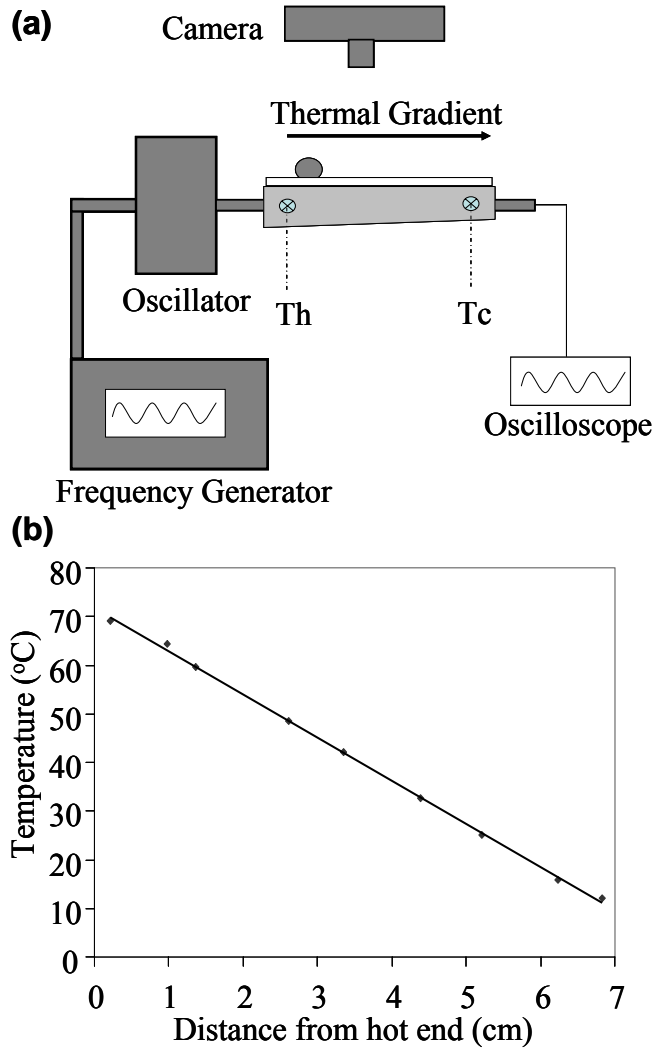 (a)
Camera
Thermal Gradient
Oscillator
Th
Tc
Oscilloscope
Frequency Generator
(b)
80
70
60
50
40
30
20
10
0
Temperature (ºC)
0 1 2 3 4 5 6 7
Distance from hot end (cm)